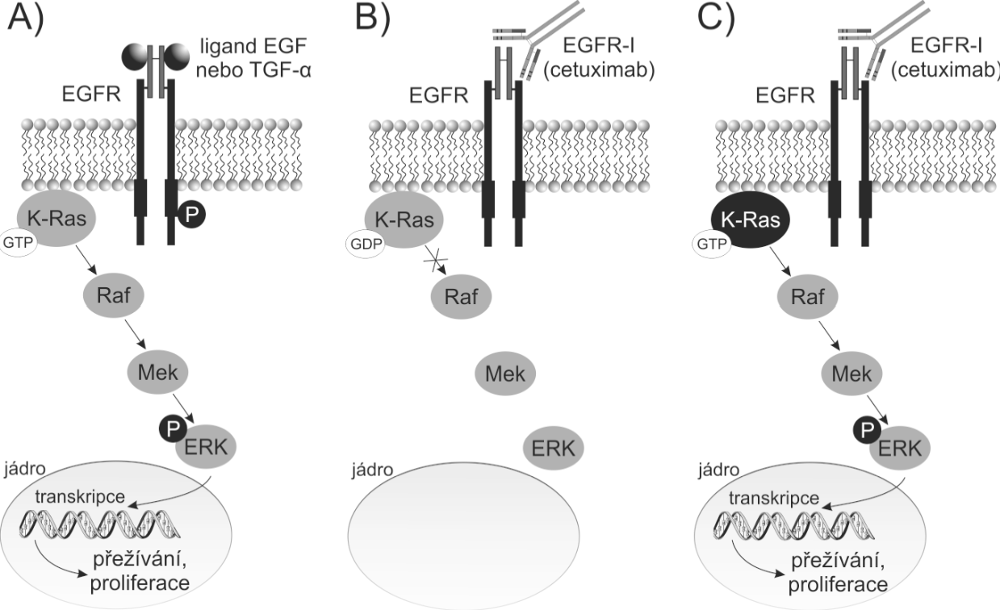 A)
ligand EGF
nebo TGF-α
EGFR
K-Ras
GTP
P
Raf
Mek
P
ERK
jádro
transkripce
přežívání,
proliferace
B)
EGFR-I
(cetuximab)
EGFR
K-Ras
GDP
Raf
Mek
ERK
jádro
C)
EGFR-I
(cetuximab)
EGFR
K-Ras
GTP
Raf
Mek
P
ERK
jádro
transkripce
přežívání,
proliferace